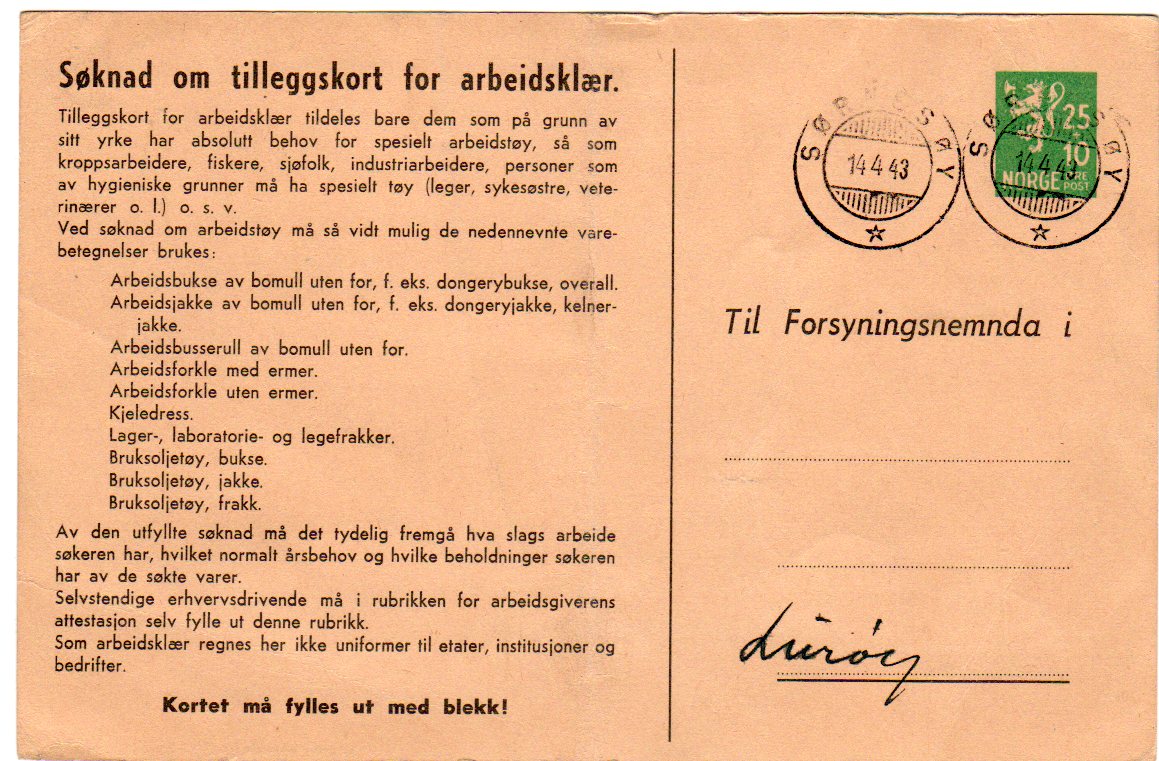 Søknad om tilleggskort for arbeidsklær.
Tilleggskort for arbeidsklær tildeles bare dem som på grunn av
sitt yrke har absolutt behov for spesielt arbeidstøy, så som
kroppsarbeidere, fiskere, sjøfolk, industriarbeidere, personer som
av hygieniske grunner må ha spesielt tøy (leger, sykesøstre, vete-
rinærer o. l.) o. s. v.
Ved søknad om arbeidstøy må så vidt mulig de nedennevnte vare-
betegnelser brukes:
Arbeidsbukse av bomull uten for, f. eks. dongerybukse, overall.
Arbeidsjakke av bomull uten for, f. eks. dongeryjakke, kelner-
jakke.
Arbeidsbusserull av bomull uten for.
Arbeidsforkle med ermer.
Arbeidsforkle uten ermer.
Kjeledress.
Lager-, laboratorie- og legefrakker.
Bruksoljetøy, bukse.
Bruksoljetøy, jakke.
Bruksoljetøy, frakk.
Av den utfyllte søknad må det tydelig fremgå hva slags arbeide
søkeren har, hvilket normalt årsbehov og hvilke beholdninger søkeren
har av de søkte varer.
Selvstendige erhvervsdrivende må i rubrikken for arbeidsgiverens
attestasjon selv fylle ut denne rubrikk.
Som arbeidsklær regnes her ikke uniformer til etater, institusjoner og
bedrifter.
Kortet må fylles ut med blekk!
SØRNESØY
14.4.43
SØRNESØY
14.4.43
25
10
NORGE
ØRE
POST
Til Forsyningsnemnda i
Lurøy